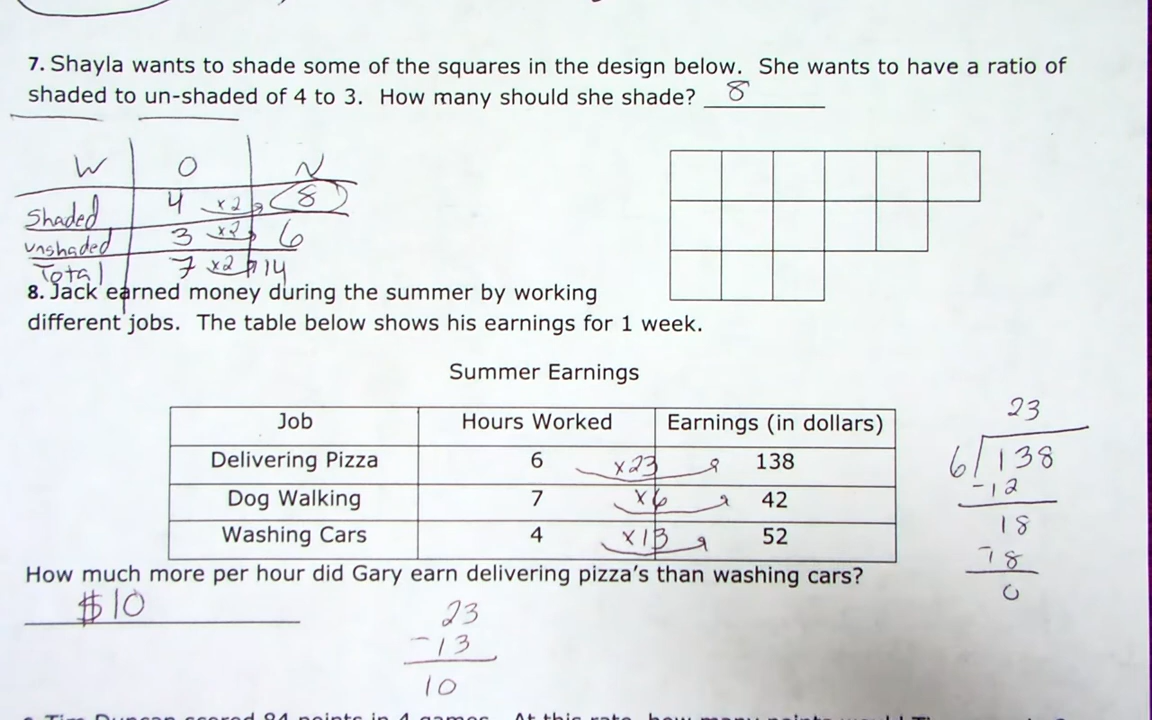 7. Shayla wants to shade some of the squares in the design below. She wants to have a ratio of
shaded to un-shaded of 4 to 3. How many should she shade? 8
W O N
Shaded 4 x2 8
Unshaded 3 x2 6
Total 7 x2 14
8. Jack earned money during the summer by working
different jobs. The table below shows his earnings for 1 week.
Summer Earnings
Job Hours Worked Earnings (in dollars)
Delivering Pizza 6 x23 138
Dog Walking 7 x6 42
Washing Cars 4 x13 52
23
6 138
-12
18
-18
0
How much more per hour did Gary earn delivering pizza's than washing cars?
$10
23
-13
10